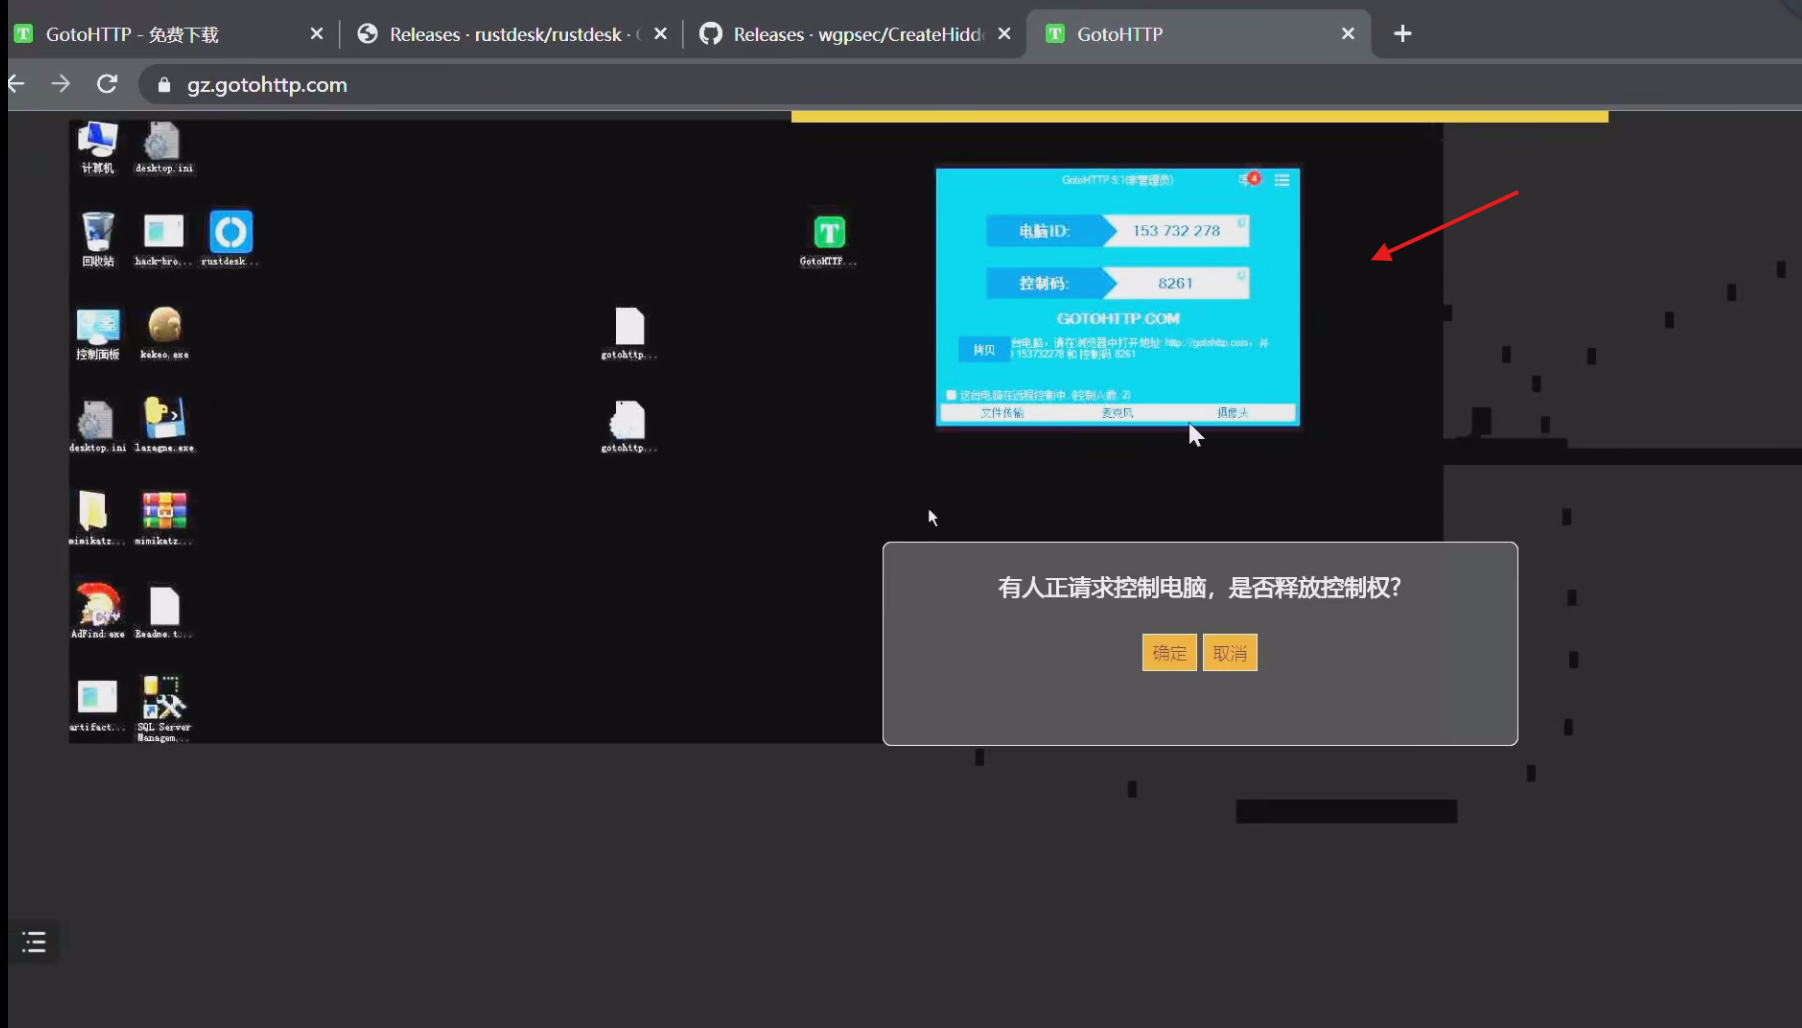 GotoHTTP - 免费下载
Releases · rustdesk/rustdesk ·
Releases · wgpsec/CreateHidd
GotoHTTP
gz.gotohttp.com
计算机
desktop.ini
回收站
hack-bro...
rustdesk...
GotoHTTP...
控制面板
kekeo.exe
gotohttp...
desktop.ini
lazagne.exe
gotohttp...
mimikatz...
mimikatz...
AdFind.exe
Readme.t...
artifact...
SQL Server
Managem...
GotoHTTP 9.1(非管理员)
4
电脑ID:
153 732 278
控制码:
8261
GOTOHTTP.COM
拷贝
台电脑，请在浏览器中打开地址: http://gotohttp.com，并
153732278 和 控制码 8261
这台电脑在远程控制中. (控制人数: 2)
文件传输
麦克风
摄像头
有人正请求控制电脑，是否释放控制权?
确定
取消